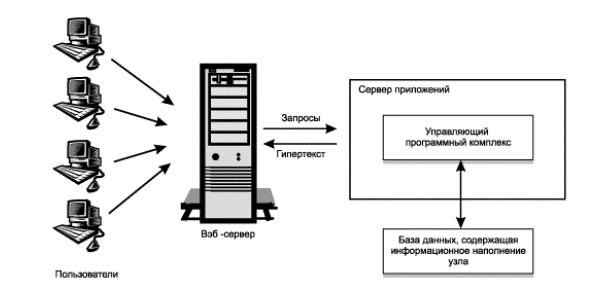 Сервер приложений
Запросы
Управляющий
программный комплекс
Гипертекст
Вэб -сервер
База данных, содержащая
информационное наполнение
узла
Пользователи